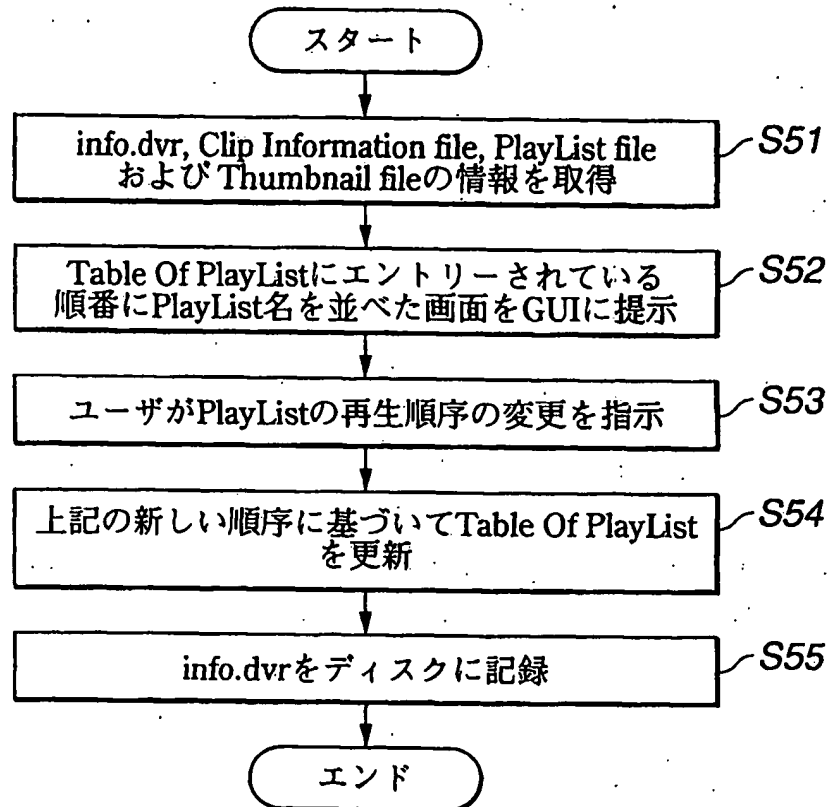 スタート
info.dvr, Clip Information file, PlayList file
およびThumbnail fileの情報を取得
S51
Table Of PlayListにエントリーされている
順番にPlayList名を並べた画面をGUIに提示
S52
ユーザがPlayListの再生順序の変更を指示
S53
上記の新しい順序に基づいてTable Of PlayList
を更新
S54
info.dvrをディスクに記録
S55
エンド